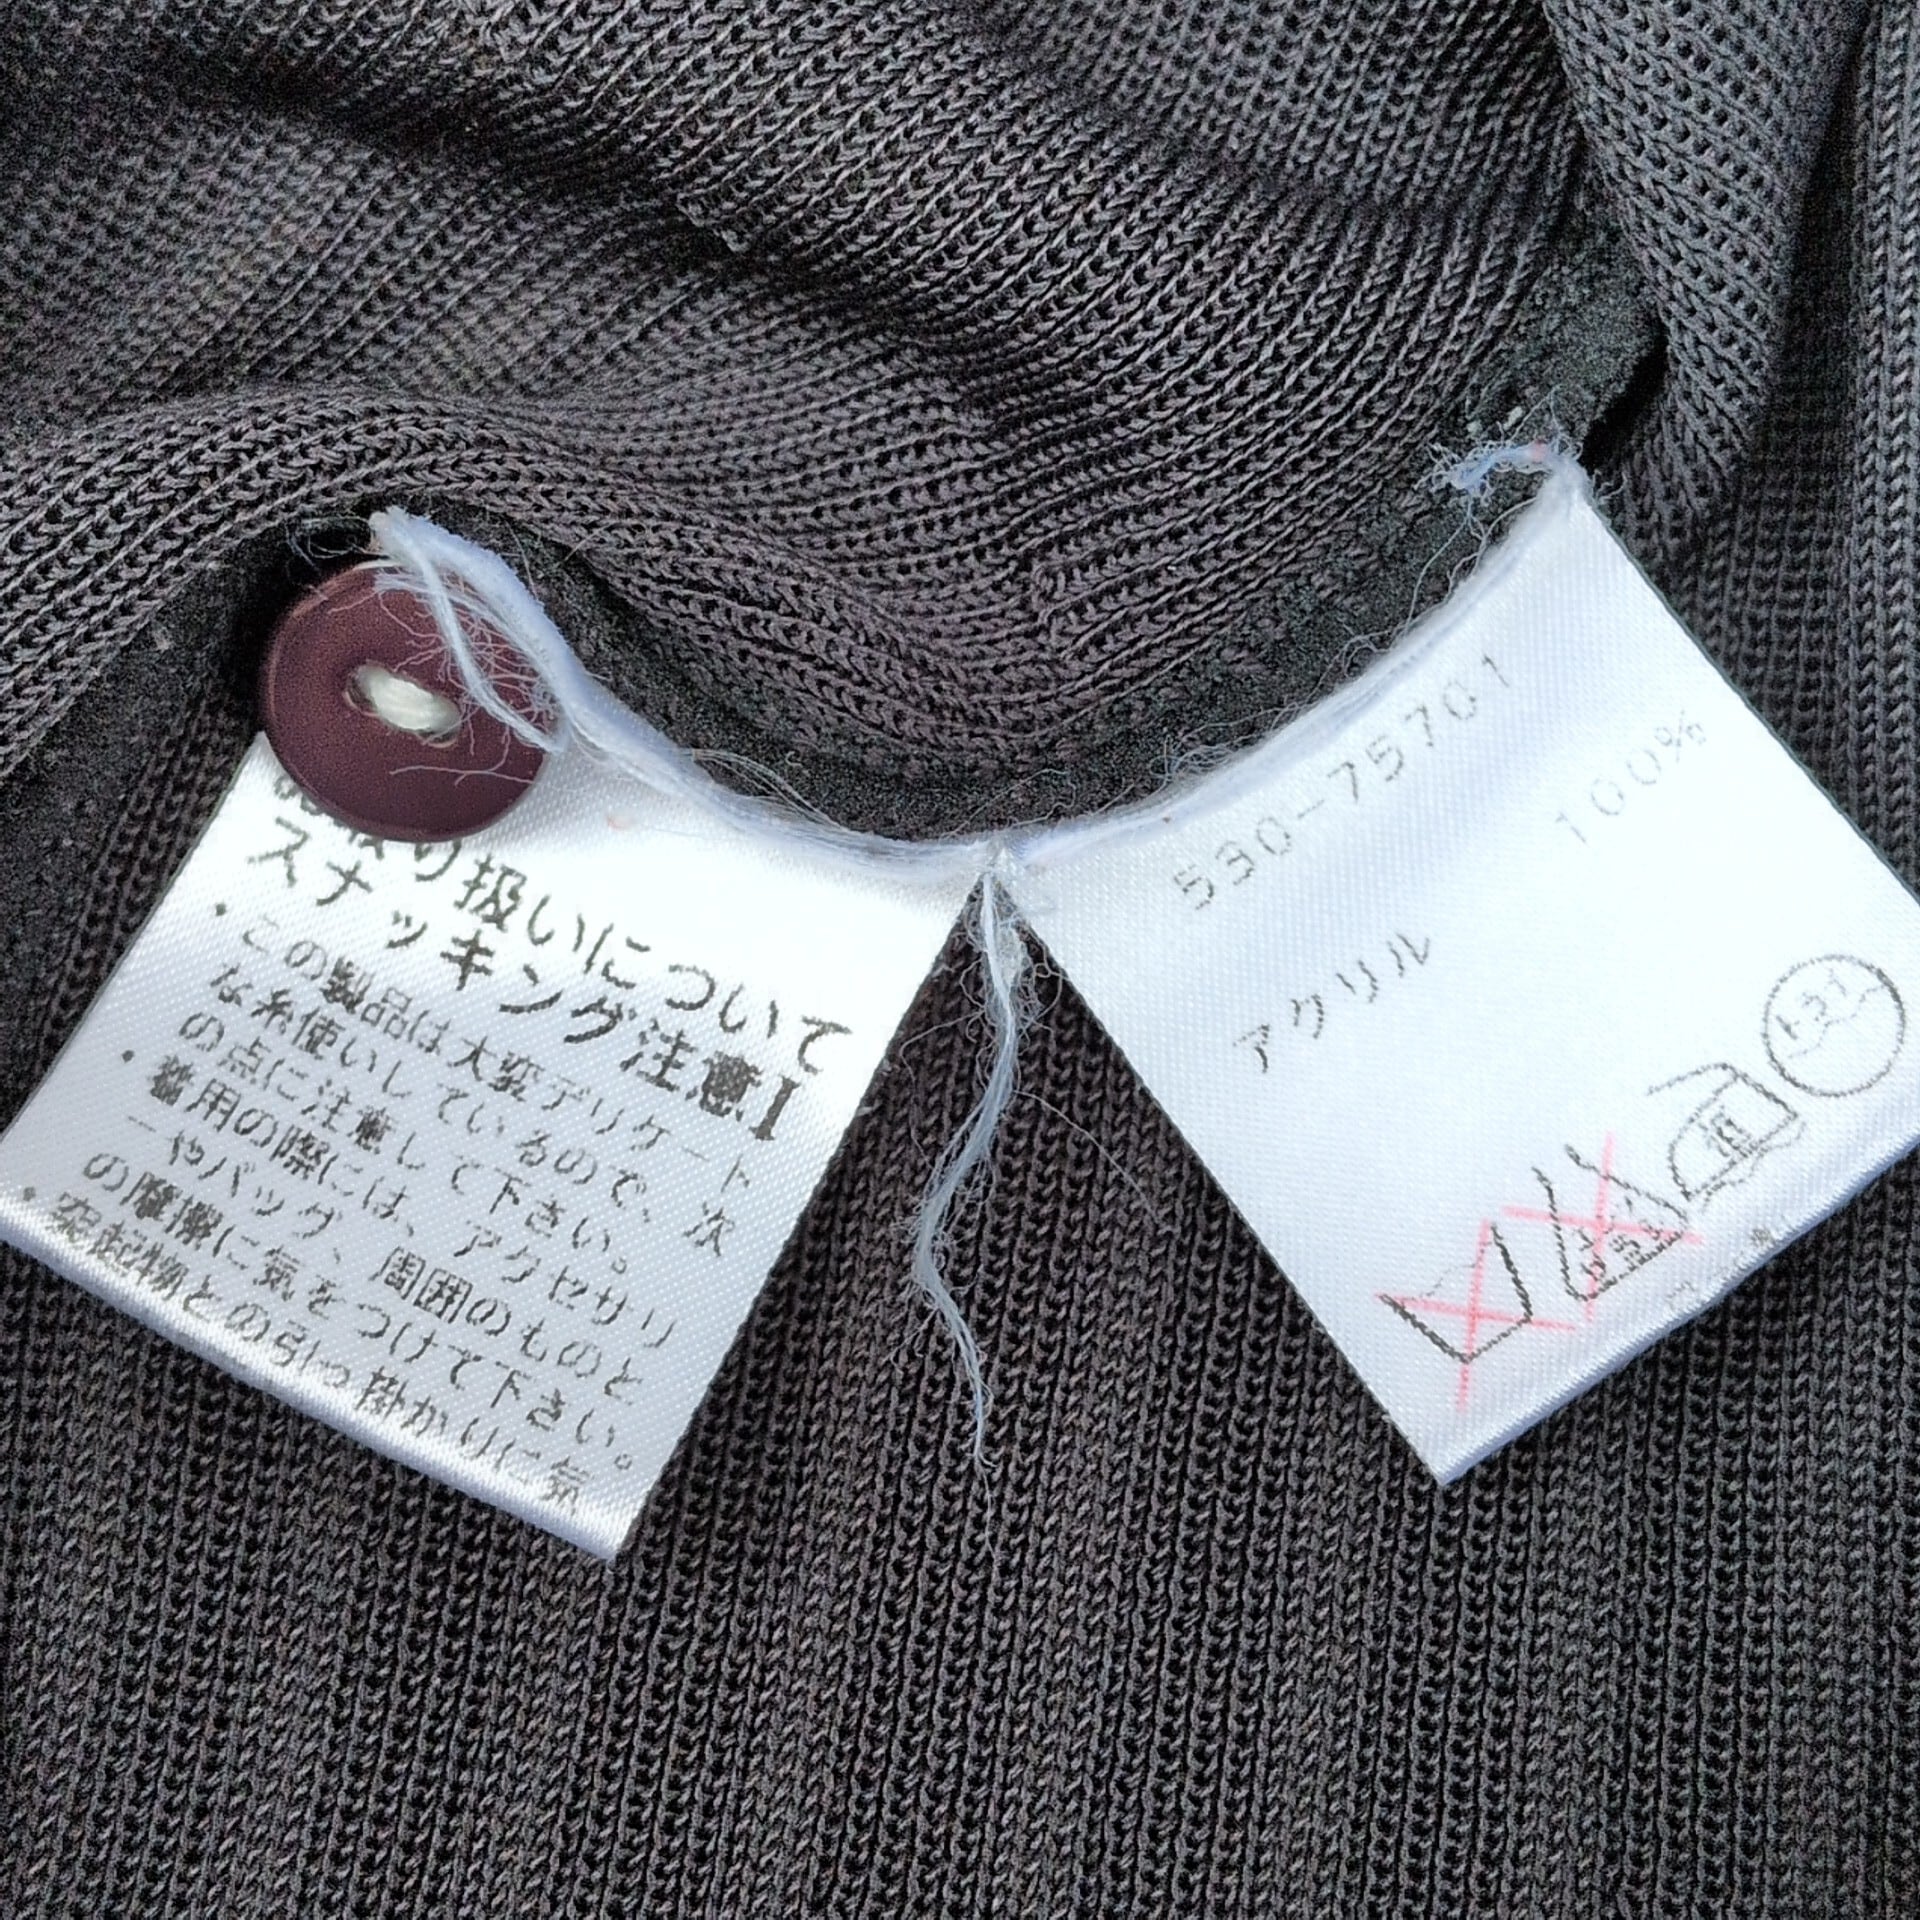 り扱いについて
スナッキング注意!
・この製品は大変デリケート
な糸使いしているので、次
の点に注意して下さい。
・着用の際には、アクセサリ
ーやバッグ、周囲のものと
の摩擦に気をつけて下さい。
・突起物との引っ掛かりに気
530-75701
アクリル 100%